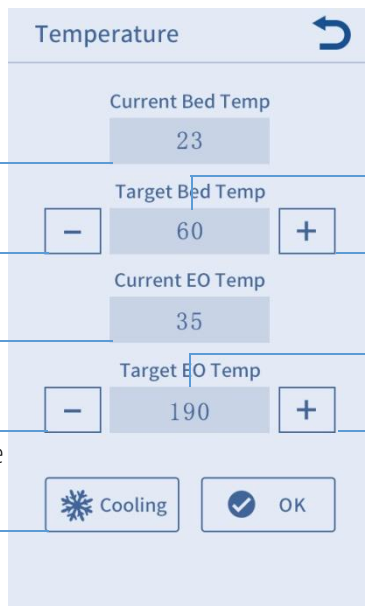 Temperature
Current Bed Temp
23
Target Bed Temp
− 60 +
Current EO Temp
35
Target EO Temp
− 190 +
e
Cooling OK